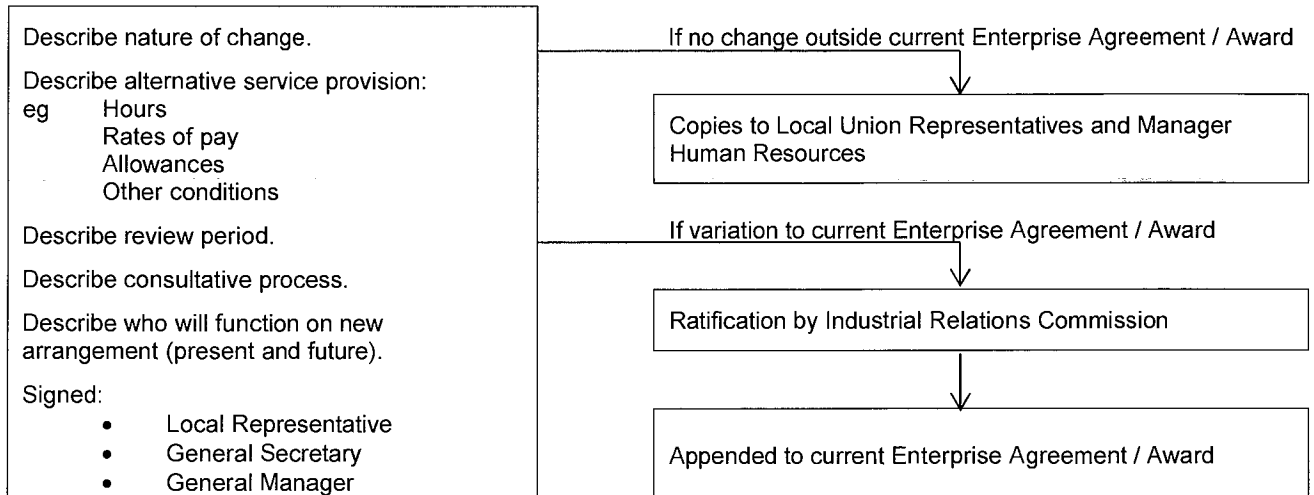 Describe nature of change.
Describe alternative service provision:
eg Hours
Rates of pay
Allowances
Other conditions
Describe review period.
Describe consultative process.
Describe who will function on new
arrangement (present and future).
Signed:
• Local Representative
• General Secretary
• General Manager
If no change outside current Enterprise Agreement / Award
Copies to Local Union Representatives and Manager
Human Resources
If variation to current Enterprise Agreement / Award
Ratification by Industrial Relations Commission
Appended to current Enterprise Agreement / Award